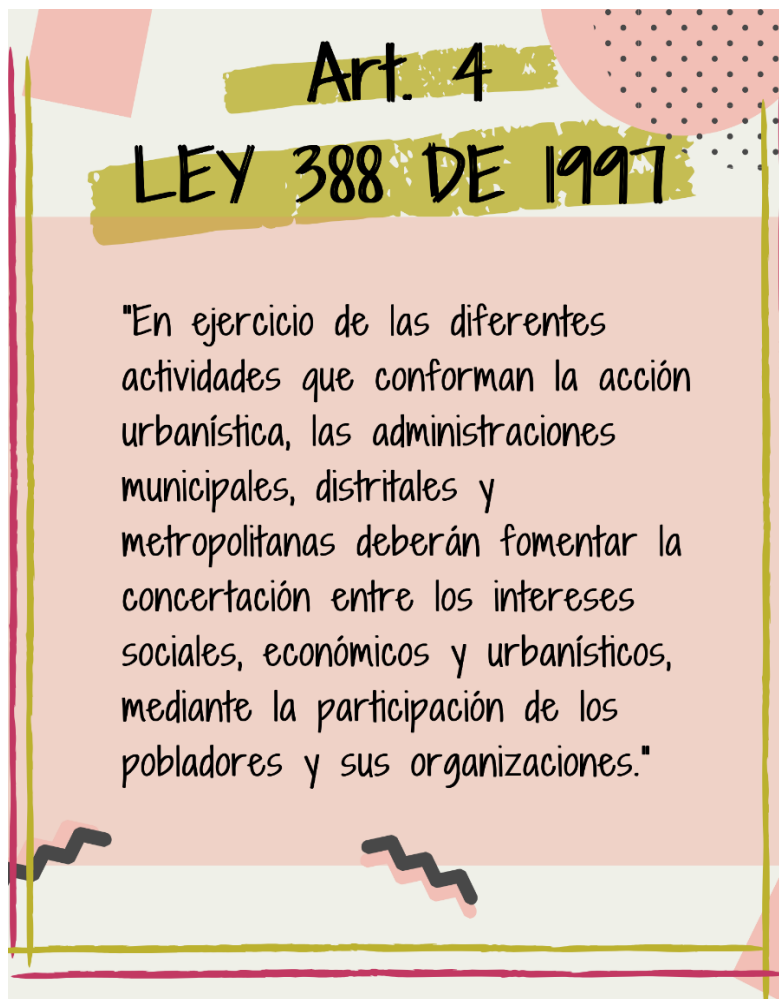 Art. 4
LEY 388 DE 1997
"En ejercicio de las diferentes
actividades que conforman la acción
urbanística, las administraciones
municipales, distritales y
metropolitanas deberán fomentar la
concertación entre los intereses
sociales, económicos y urbanísticos,
mediante la participación de los
pobladores y sus organizaciones."